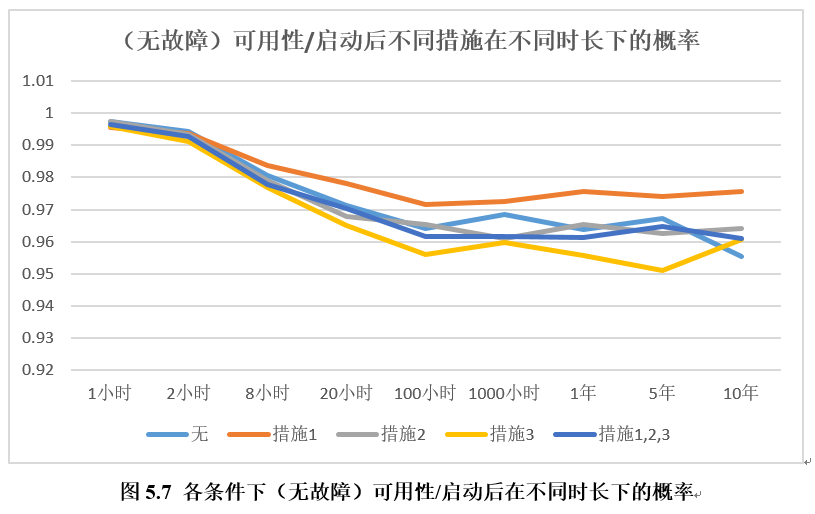 （无故障）可用性/启动后不同措施在不同时长下的概率
1.01
1
0.99
0.98
0.97
0.96
0.95
0.94
0.93
0.92
1小时 2小时 8小时 20小时 100小时 1000小时 1年 5年 10年
无 措施1 措施2 措施3 措施1,2,3
图 5.7 各条件下（无故障）可用性/启动后在不同时长下的概率